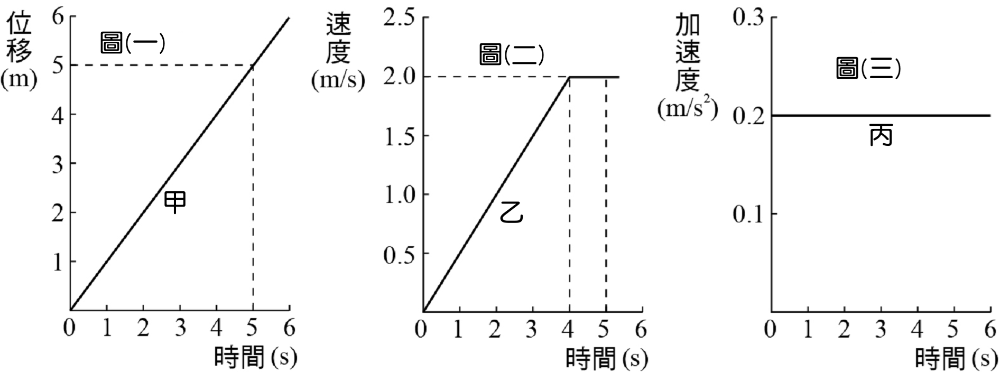 位移
(m)
圖(一)
6
5
4
3
2
1
甲
0 1 2 3 4 5 6
時間 (s)
速度
(m/s)
圖(二)
2.5
2.0
1.5
1.0
0.5
乙
0 1 2 3 4 5 6
時間 (s)
加速度
(m/s²)
圖(三)
0.3
0.2
0.1
丙
0 1 2 3 4 5 6
時間 (s)